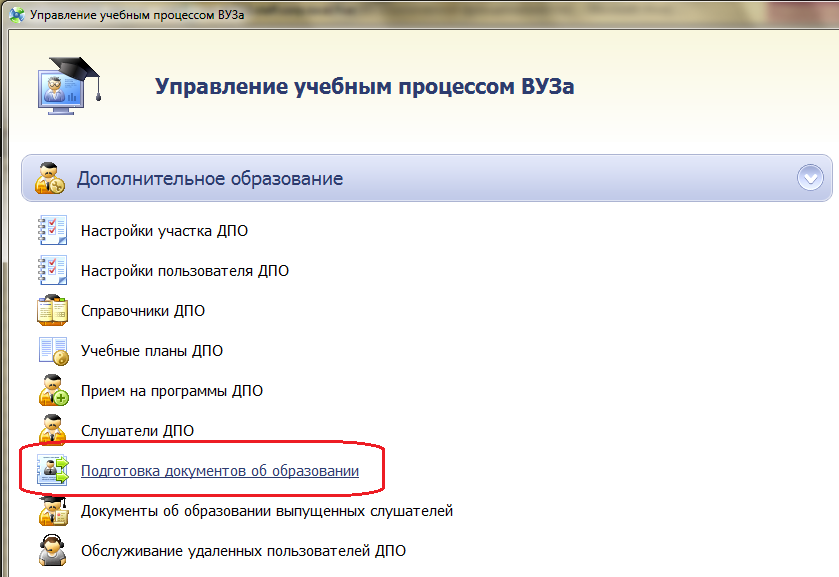 Управление учебным процессом ВУЗа
Управление учебным процессом ВУЗа
Дополнительное образование
Настройки участка ДПО
Настройки пользователя ДПО
Справочники ДПО
Учебные планы ДПО
Прием на программы ДПО
Слушатели ДПО
Подготовка документов об образовании
Документы об образовании выпущенных слушателей
Обслуживание удаленных пользователей ДПО